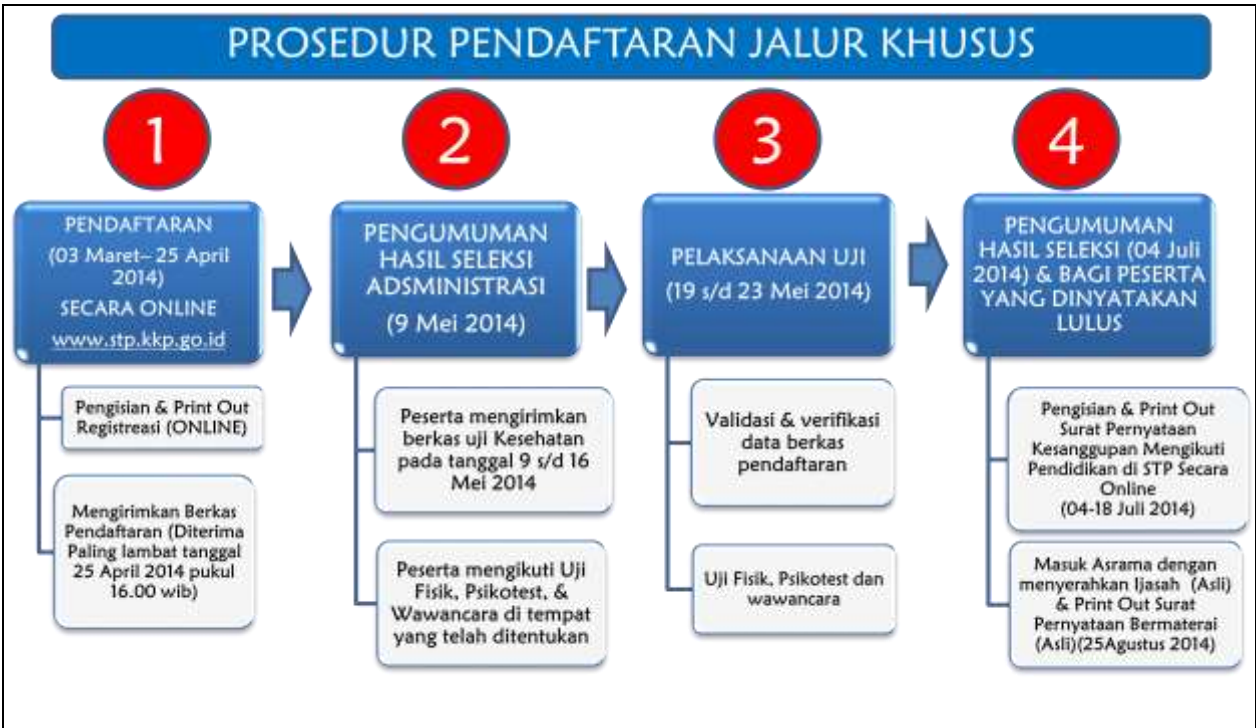 PROSEDUR PENDAFTARAN JALUR KHUSUS
1
PENDAFTARAN
(03 Maret– 25 April
2014)
SECARA ONLINE
www.stp.kkp.go.id
Pengisian & Print Out
Registreasi (ONLINE)
Mengirimkan Berkas
Pendaftaran (Diterima
Paling lambat tanggal
25 April 2014 pukul
16.00 wib)
2
PENGUMUMAN
HASIL SELEKSI
ADSMINISTRASI
(9 Mei 2014)
Peserta mengirimkan
berkas uji Kesehatan
pada tanggal 9 s/d 16
Mei 2014
Peserta mengikuti Uji
Fisik, Psikotest, &
Wawancara di tempat
yang telah ditentukan
3
PELAKSANAAN UJI
(19 s/d 23 Mei 2014)
Validasi & verifikasi
data berkas
pendaftaran
Uji Fisik, Psikotest dan
wawancara
4
PENGUMUMAN
HASIL SELEKSI (04 Juli
2014) & BAGI PESERTA
YANG DINYATAKAN
LULUS
Pengisian & Print Out
Surat Pernyataan
Kesanggupan Mengikuti
Pendidikan di STP Secara
Online
(04-18 Juli 2014)
Masuk Asrama dengan
menyerahkan Ijasah (Asli)
& Print Out Surat
Pernyataan Bermaterai
(Asli)(25Agustus 2014)